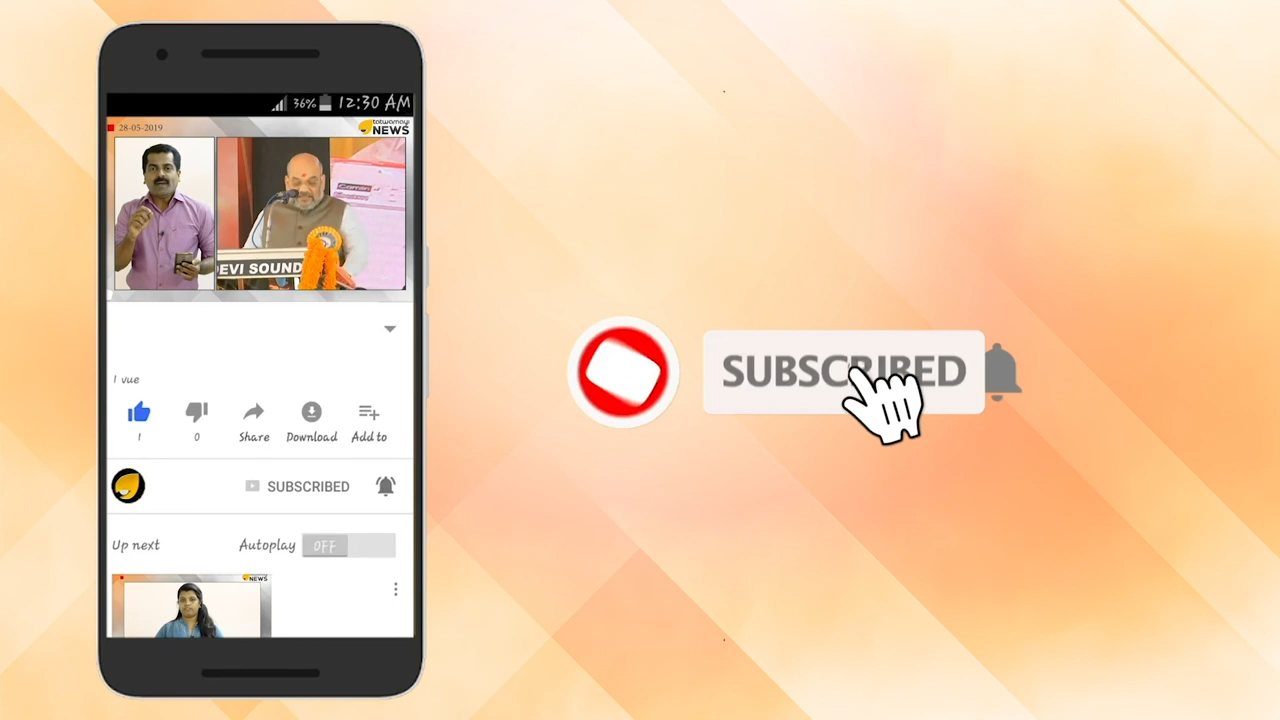 36% 12:30 AM
28-05-2019
tatwamayi
NEWS
DEVI SOUND
1 vue
1
0
Share
Download
Add to
SUBSCRIBED
Up next
Autoplay
OFF
NEWS
SUBSCRIBED